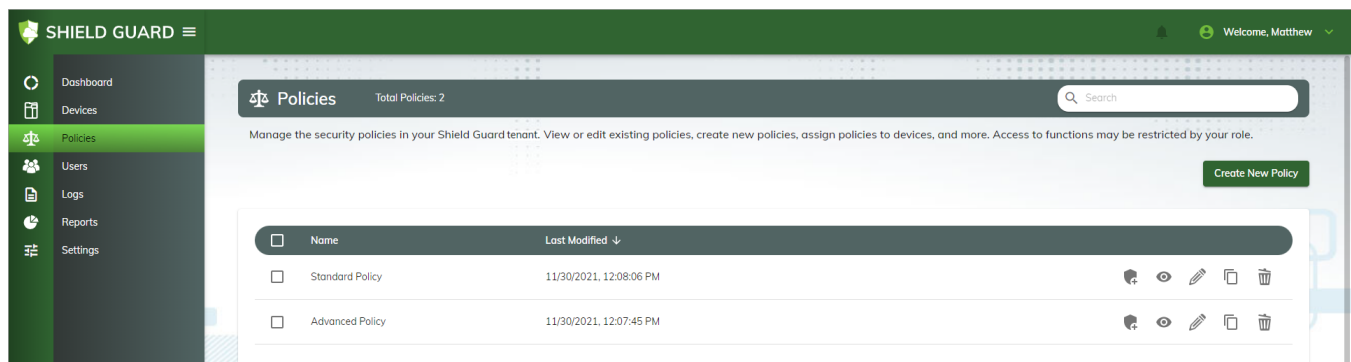 SHIELD GUARD
Welcome, Matthew
Dashboard
Devices
Policies
Users
Logs
Reports
Settings
Policies
Total Policies: 2
Search
Manage the security policies in your Shield Guard tenant. View or edit existing policies, create new policies, assign policies to devices, and more. Access to functions may be restricted by your role.
Create New Policy
Name
Last Modified ↓
Standard Policy
11/30/2021, 12:08:06 PM
Advanced Policy
11/30/2021, 12:07:45 PM